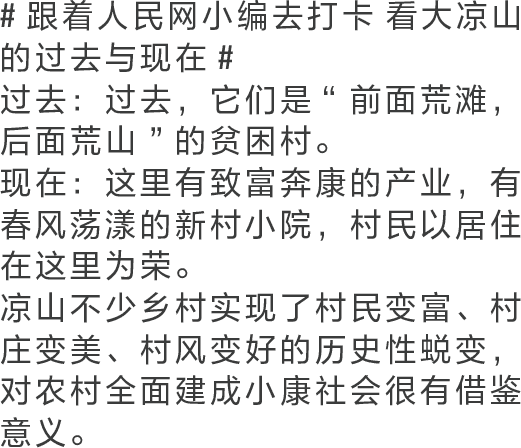 # 跟着人民网小编去打卡 看大凉山
的过去与现在 #
过去：过去，它们是“ 前面荒滩，
后面荒山 ”的贫困村。
现在：这里有致富奔康的产业，有
春风荡漾的新村小院，村民以居住
在这里为荣。
凉山不少乡村实现了村民变富、村
庄变美、村风变好的历史性蜕变，
对农村全面建成小康社会很有借鉴
意义。